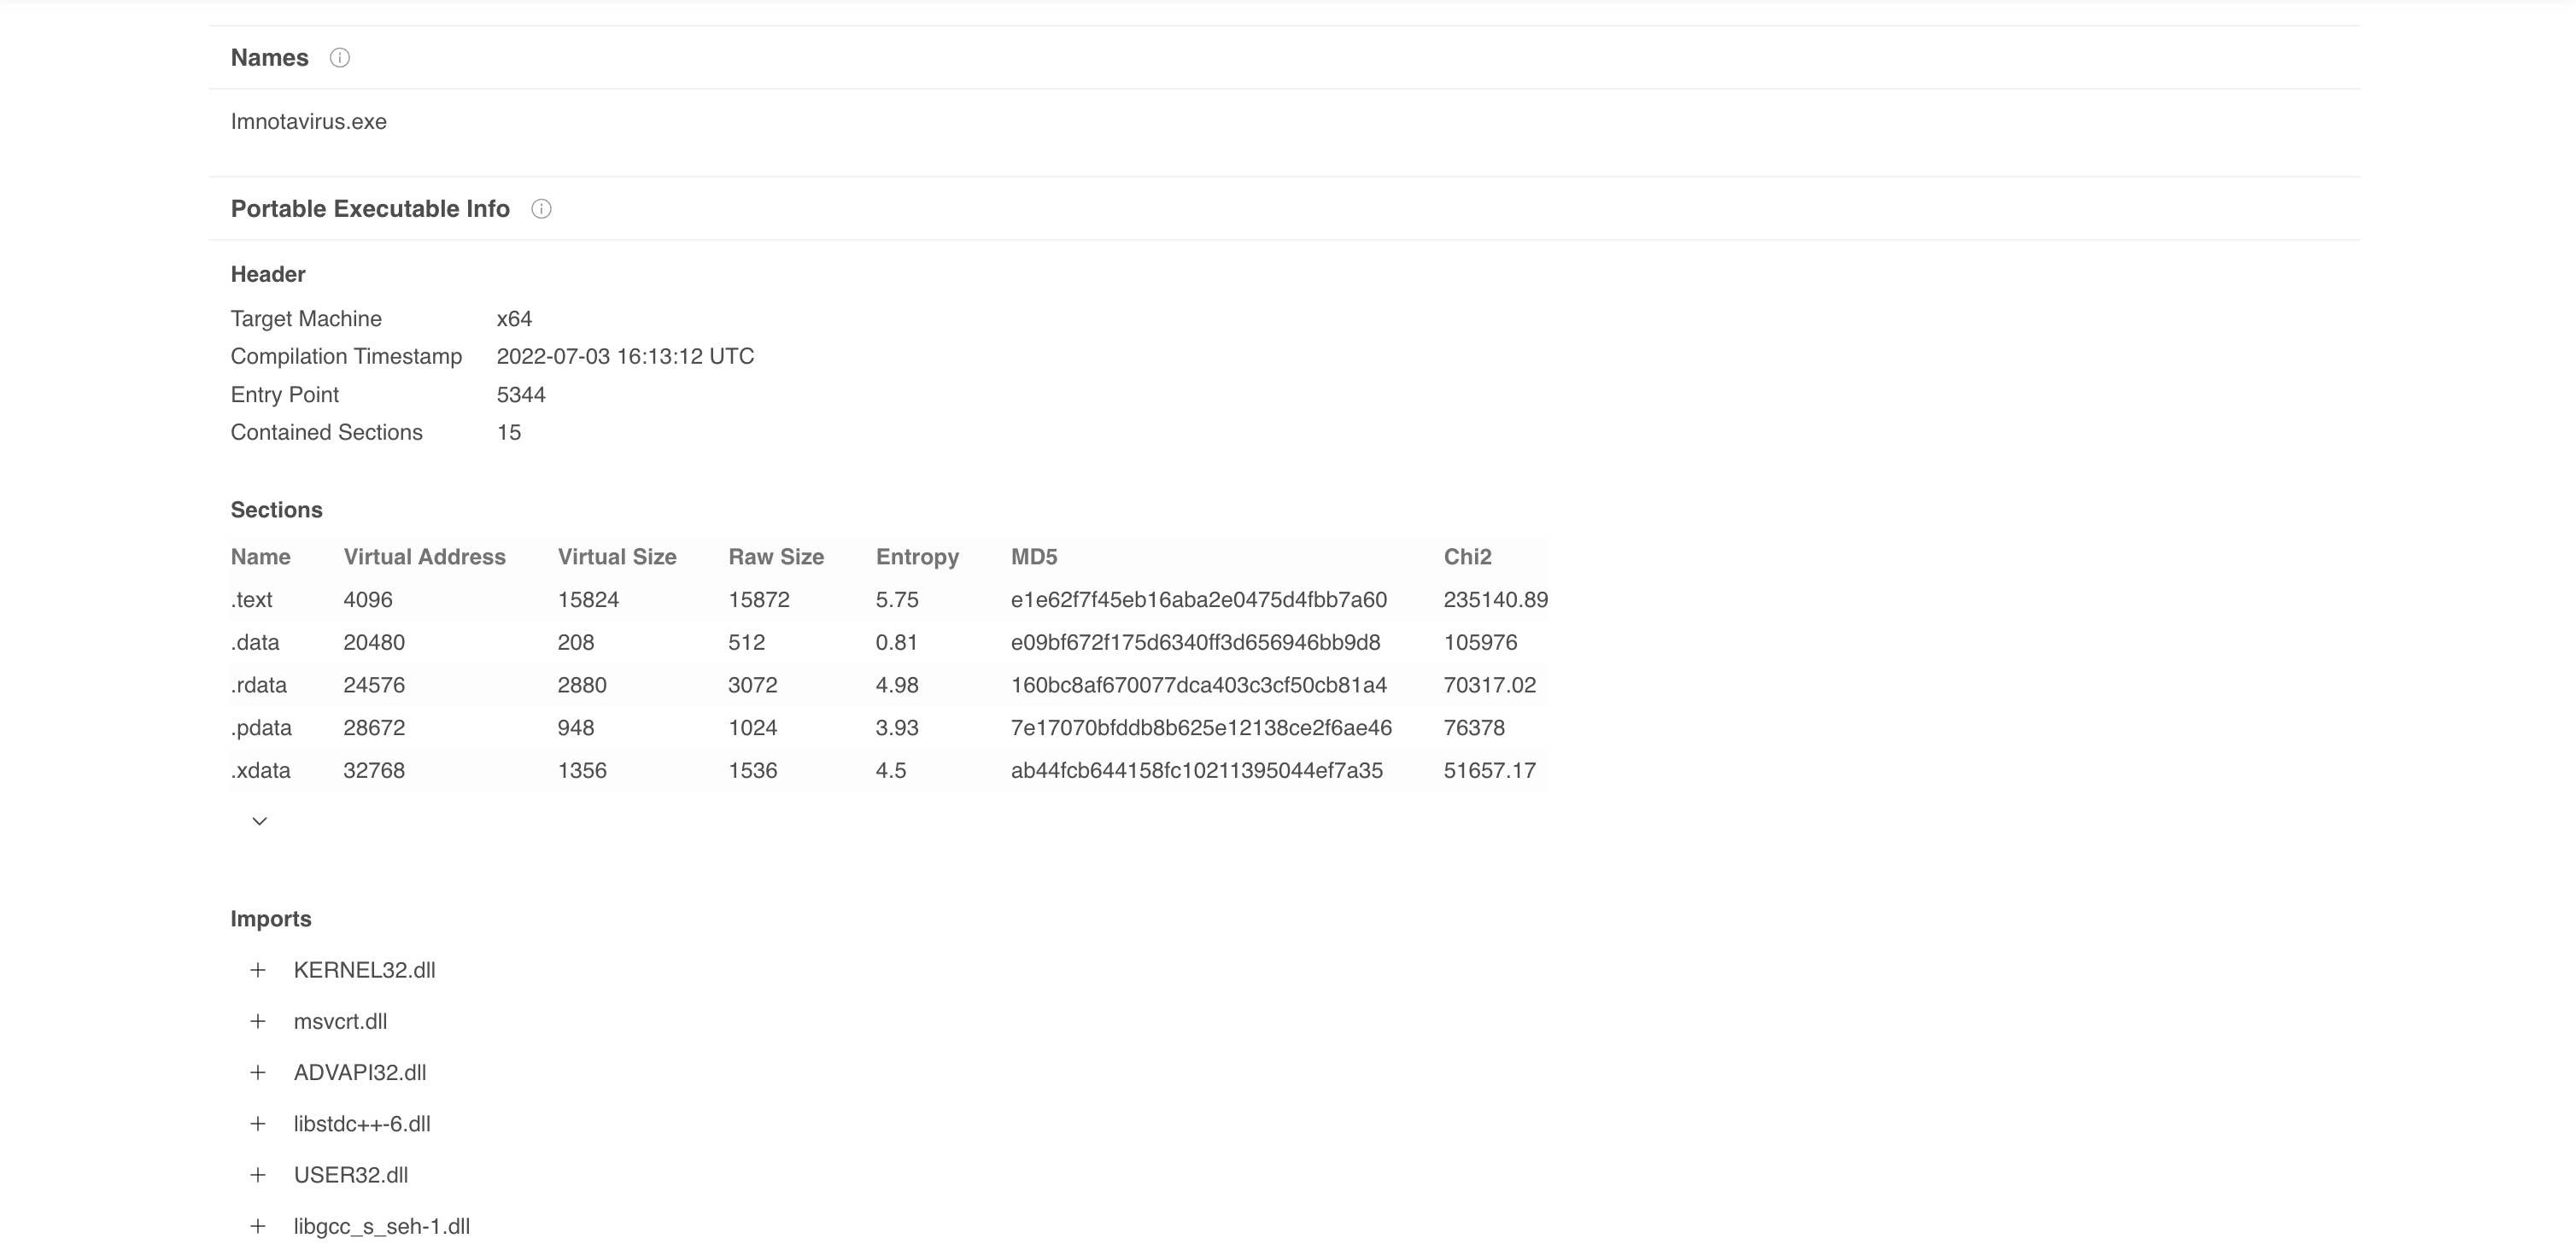 Names
Imnotavirus.exe
Portable Executable Info
Header
Target Machine x64
Compilation Timestamp 2022-07-03 16:13:12 UTC
Entry Point 5344
Contained Sections 15
Sections
Name Virtual Address Virtual Size Raw Size Entropy MD5 Chi2
.text 4096 15824 15872 5.75 e1e62f7f45eb16aba2e0475d4fbb7a60 235140.89
.data 20480 208 512 0.81 e09bf672f175d6340ff3d656946bb9d8 105976
.rdata 24576 2880 3072 4.98 160bc8af670077dca403c3cf50cb81a4 70317.02
.pdata 28672 948 1024 3.93 7e17070bfddb8b625e12138ce2f6ae46 76378
.xdata 32768 1356 1536 4.5 ab44fcb644158fc10211395044ef7a35 51657.17
Imports
+ KERNEL32.dll
+ msvcrt.dll
+ ADVAPI32.dll
+ libstdc++-6.dll
+ USER32.dll
+ libgcc_s_seh-1.dll